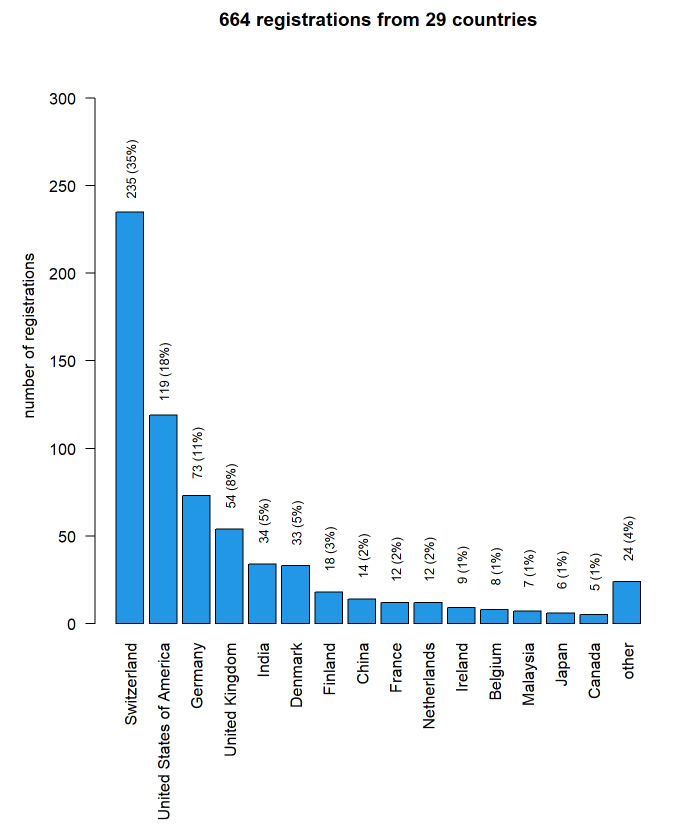 664 registrations from 29 countries
number of registrations
300
250
200
150
100
50
0
235 (35%)
119 (18%)
73 (11%)
54 (8%)
34 (5%)
33 (5%)
18 (3%)
14 (2%)
12 (2%)
12 (2%)
9 (1%)
8 (1%)
7 (1%)
6 (1%)
5 (1%)
24 (4%)
Switzerland
United States of America
Germany
United Kingdom
India
Denmark
Finland
China
France
Netherlands
Ireland
Belgium
Malaysia
Japan
Canada
other